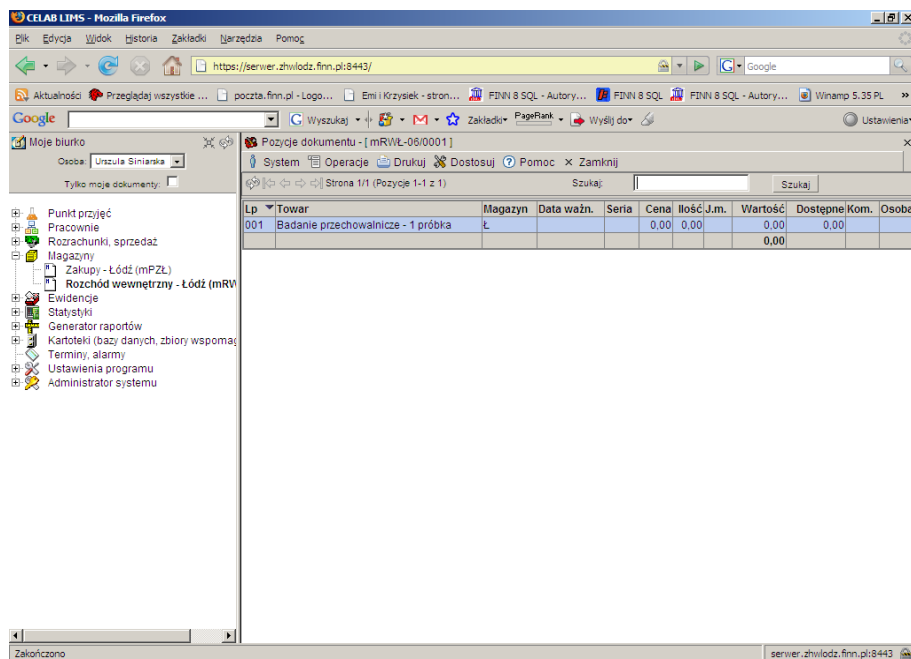 CELAB LIMS - Mozilla Firefox
Plik Edycja Widok Historia Zakładki Narzędzia Pomoc
https://serwer.zhwlodz.finn.pl:8443/ Google
Aktualności Przeglądaj wszystkie ... poczta.finn.pl - Logo... Emi i Krzysiek - stron... FINN 8 SQL - Autory... FINN 8 SQL FINN 8 SQL - Autory... Winamp 5.35 PL »
Google Wyszukaj Zakładki PageRank Wyślij do Ustawienia
Moje biurko
Osoba: Urszula Siniarska
Tylko moje dokumenty:
Punkt przyjęć
Pracownie
Rozrachunki, sprzedaż
Magazyny
Zakupy - Łódź (mPZŁ)
Rozchód wewnętrzny - Łódź (mRW
Ewidencje
Statystyki
Generator raportów
Kartoteki (bazy danych, zbiory wspomag
Terminy, alarmy
Ustawienia programu
Administrator systemu
Pozycje dokumentu - [ mRWŁ-06/0001 ]
System Operacje Drukuj Dostosuj Pomoc × Zamknij
Strona 1/1 (Pozycje 1-1 z 1) Szukaj: Szukaj
Lp Towar Magazyn Data ważn. Seria Cena Ilość J.m. Wartość Dostępne Kom. Osoba
001 Badanie przechowalnicze - 1 próbka Ł 0,00 0,00 0,00 0,00
0,00
Zakończono serwer.zhwlodz.finn.pl:8443